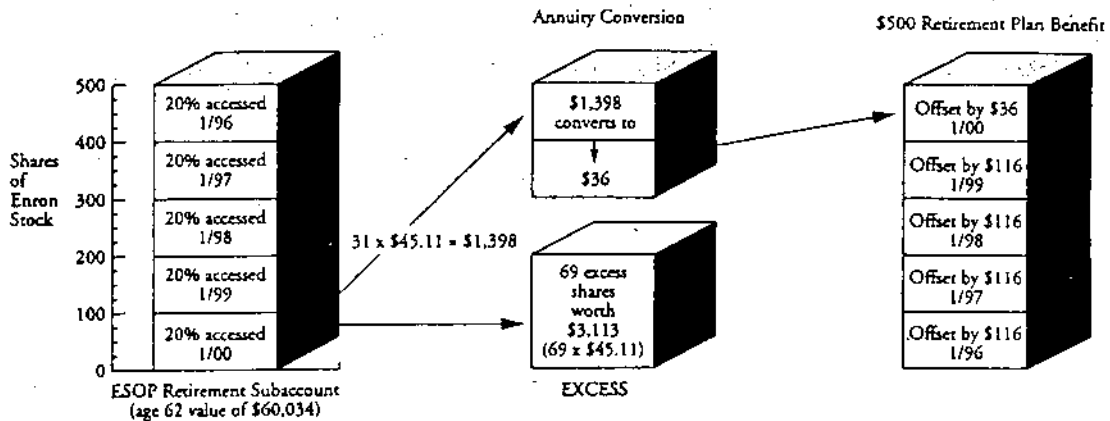 Annuity Conversion
$500 Retirement Plan Benefit
Shares
of
Enron
Stock
500
400
300
200
100
0
20% accessed
1/96
20% accessed
1/97
20% accessed
1/98
20% accessed
1/99
20% accessed
1/00
ESOP Retirement Subaccount
(age 62 value of $60,034)
31 x $45.11 = $1,398
$1,398
converts to
$36
69 excess
shares
worth
$3,113
(69 x $45.11)
EXCESS
Offset by $36
1/00
Offset by $116
1/99
Offset by $116
1/98
Offset by $116
1/97
Offset by $116
1/96